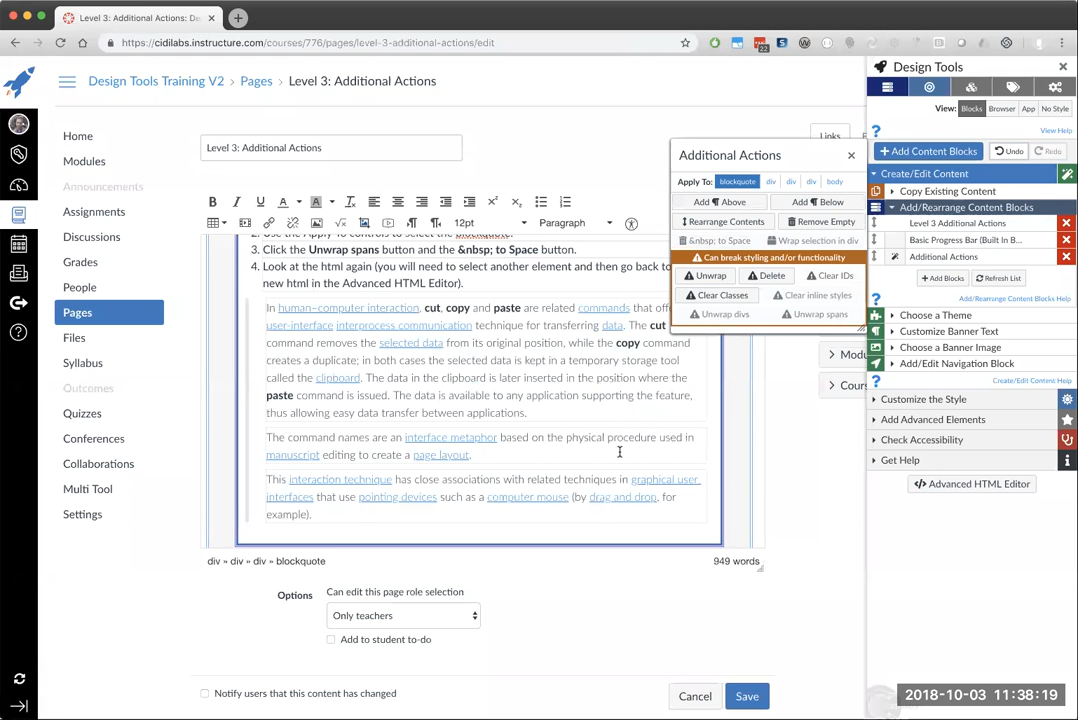 Level 3: Additional Actions: De
https://cidilabs.instructure.com/courses/776/pages/level-3-additional-actions/edit
22
Design Tools Training V2 > Pages > Level 3: Additional Actions
Home
Modules
Announcements
Assignments
Discussions
Grades
People
Pages
Files
Syllabus
Outcomes
Quizzes
Conferences
Collaborations
Multi Tool
Settings
Level 3: Additional Actions
Links
12pt
Paragraph
3. Click the Unwrap spans button and the &nbsp; to Space button.
4. Look at the html again (you will need to select another element and then go back to
new html in the Advanced HTML Editor).
In human–computer interaction, cut, copy and paste are related commands that offe
user-interface interprocess communication technique for transferring data. The cut
command removes the selected data from its original position, while the copy command
creates a duplicate; in both cases the selected data is kept in a temporary storage tool
called the clipboard. The data in the clipboard is later inserted in the position where the
paste command is issued. The data is available to any application supporting the feature,
thus allowing easy data transfer between applications.
The command names are an interface metaphor based on the physical procedure used in
manuscript editing to create a page layout.
This interaction technique has close associations with related techniques in graphical user
interfaces that use pointing devices such as a computer mouse (by drag and drop, for
example).
div » div » div » blockquote
949 words
Options
Can edit this page role selection
Only teachers
Add to student to-do
Notify users that this content has changed
Cancel
Save
Additional Actions
Apply To: blockquote div div div body
Add ¶ Above
Add ¶ Below
Rearrange Contents
Remove Empty
&nbsp; to Space
Wrap selection in div
Can break styling and/or functionality
Unwrap
Delete
Clear IDs
Clear Classes
Clear inline styles
Unwrap divs
Unwrap spans
Modu
Cours
Design Tools
View: Blocks Browser App No Style
View Help
Add Content Blocks
Undo
Redo
Create/Edit Content
Copy Existing Content
Add/Rearrange Content Blocks
Level 3 Additional Actions
Basic Progress Bar (Built In B...
Additional Actions
Add Blocks
Refresh List
Add/Rearrange Content Blocks Help
Choose a Theme
Customize Banner Text
Choose a Banner Image
Add/Edit Navigation Block
Create/Edit Content Help
Customize the Style
Add Advanced Elements
Check Accessibility
Get Help
</> Advanced HTML Editor
2018-10-03 11:38:19